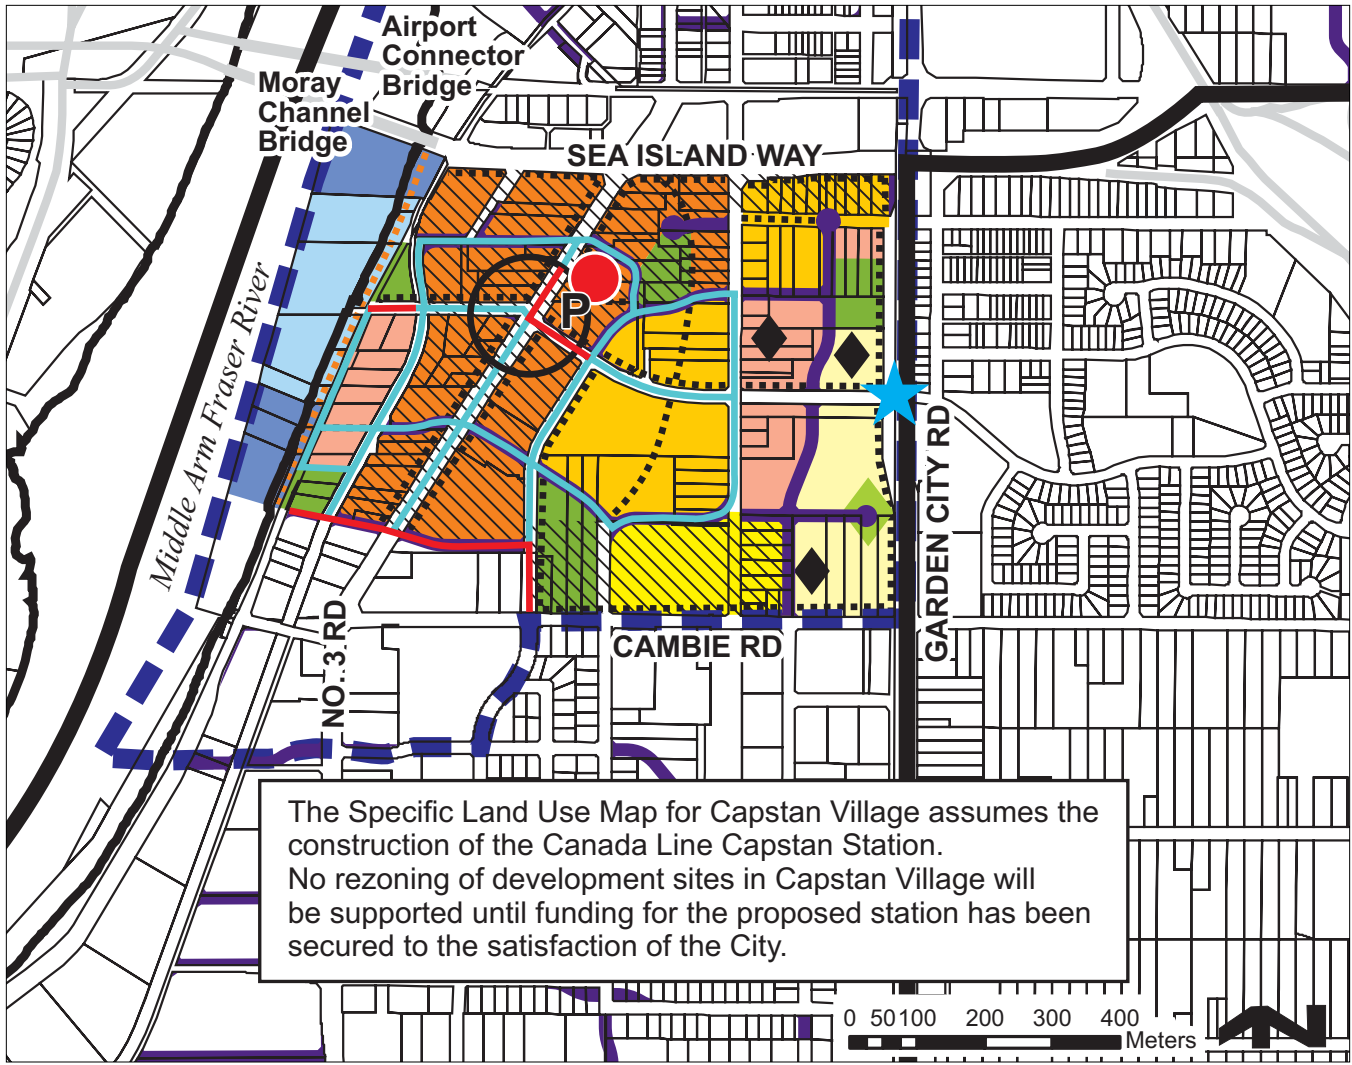 Airport
Connector
Bridge
Moray
Channel
Bridge
SEA ISLAND WAY
Middle Arm Fraser River
P
GARDEN CITY RD
NO. 3 RD
CAMBIE RD
The Specific Land Use Map for Capstan Village assumes the
construction of the Canada Line Capstan Station.
No rezoning of development sites in Capstan Village will
be supported until funding for the proposed station has been
secured to the satisfaction of the City.
0 50 100 200 300 400
Meters